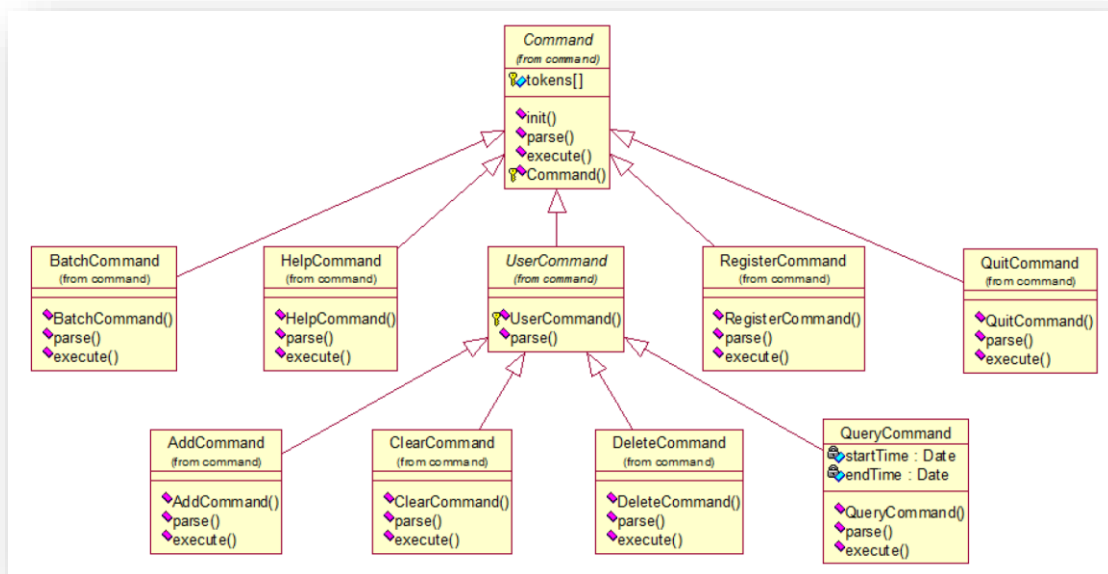 Command
(from command)
tokens[]
init()
parse()
execute()
Command()
BatchCommand
(from command)
BatchCommand()
parse()
execute()
HelpCommand
(from command)
HelpCommand()
parse()
execute()
UserCommand
(from command)
UserCommand()
parse()
RegisterCommand
(from command)
RegisterCommand()
parse()
execute()
QuitCommand
(from command)
QuitCommand()
parse()
execute()
AddCommand
(from command)
AddCommand()
parse()
execute()
ClearCommand
(from command)
ClearCommand()
parse()
execute()
DeleteCommand
(from command)
DeleteCommand()
parse()
execute()
QueryCommand
startTime : Date
endTime : Date
QueryCommand()
parse()
execute()